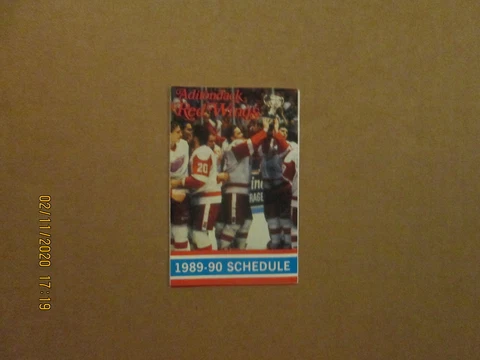 Adirondack
Red Wings
20
1989-90 SCHEDULE
02/11/2020 17:19